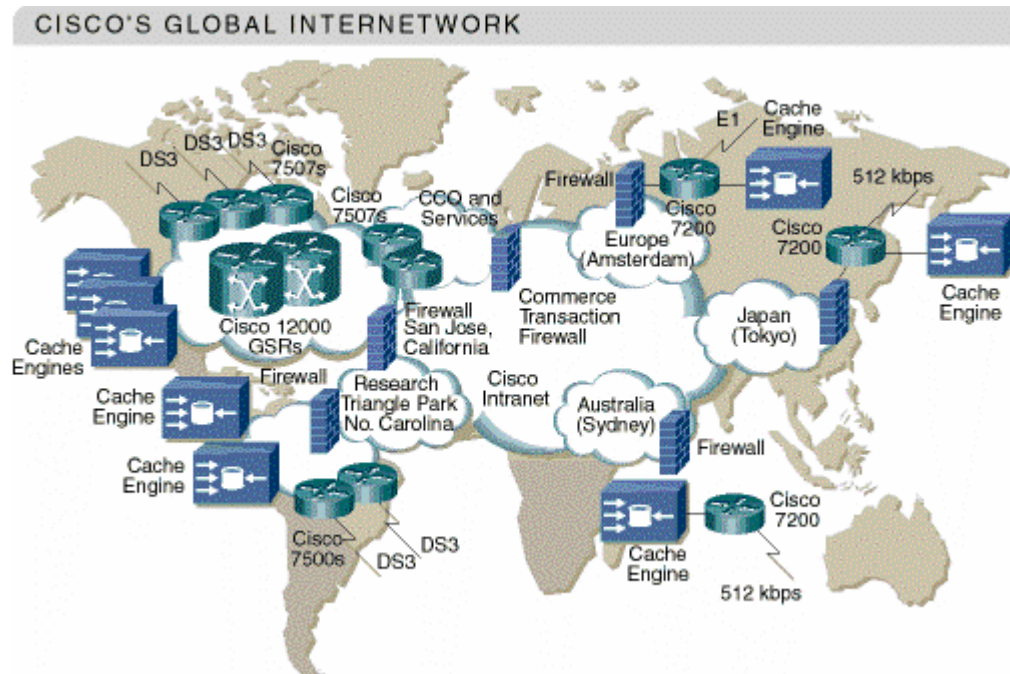 CISCO'S GLOBAL INTERNETWORK
DS3
DS3
DS3
Cisco
7507s
Cisco
7507s
CCO and
Services
Firewall
E1
Cache
Engine
Cisco
7200
Europe
(Amsterdam)
512 kbps
Cisco
7200
Cache
Engine
Japan
(Tokyo)
Commerce
Transaction
Firewall
Cisco 12000
GSRs
Firewall
San Jose,
California
Cache
Engines
Firewall
Research
Triangle Park
No. Carolina
Cisco
Intranet
Australia
(Sydney)
Firewall
Cache
Engine
Cache
Engine
Cisco
7500s
DS3
DS3
Cache
Engine
Cisco
7200
512 kbps